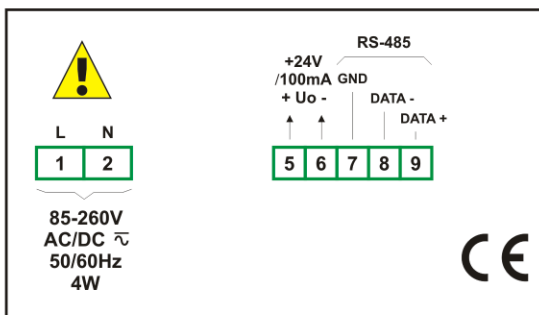 RS-485
+24V
/100mA GND
+ Uo - DATA -
DATA +
L N
1 2
5 6 7 8 9
85-260V
AC/DC ⎓
50/60Hz
4W
CE